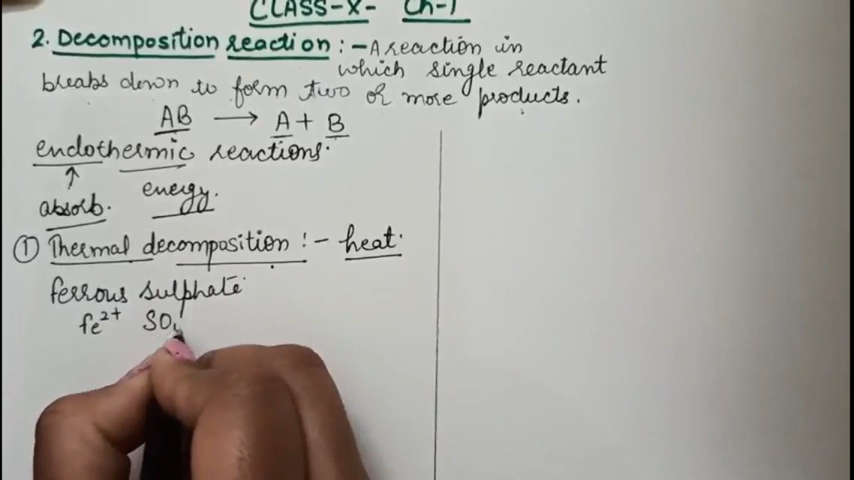 CLASS-X- Ch-1
2. Decomposition reaction :- A reaction in
which single reactant
breaks down to form two or more products.
AB → A + B
endothermic reactions.
↑
absorb. energy.
① Thermal decomposition :- heat.
ferrous sulphate
fe²⁺ SO₄